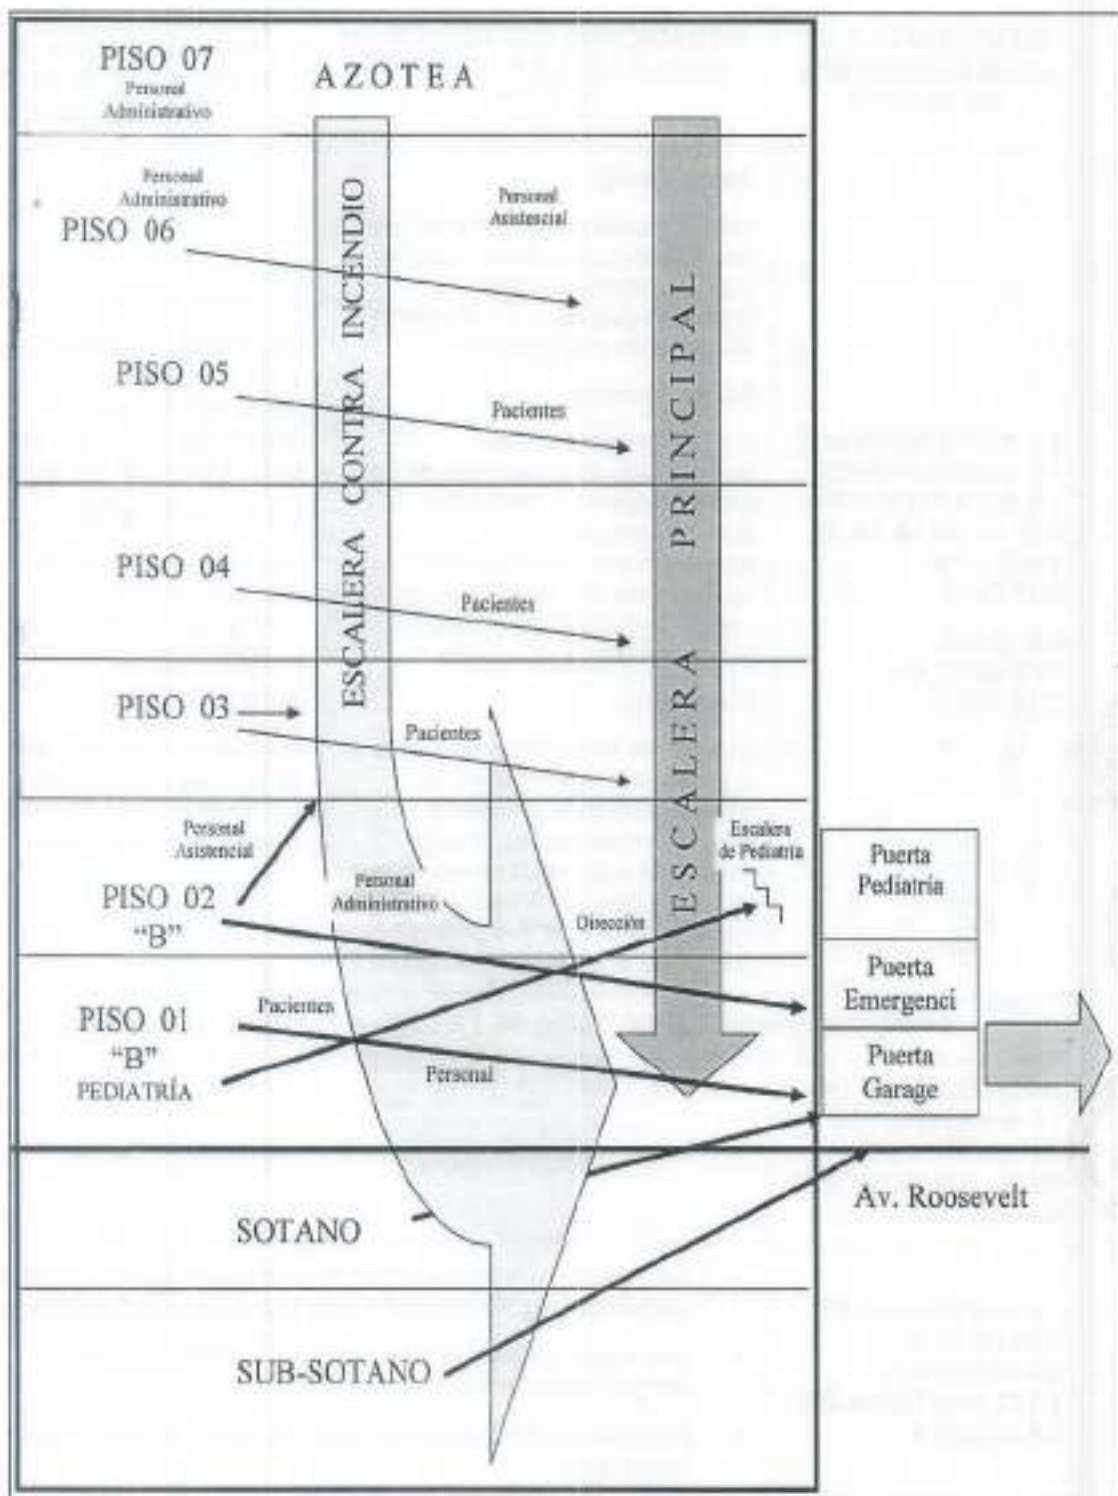 PISO 07
Personal
Administrativo
AZOTEA
Personal
Administrativo
PISO 06
Personal
Asistencial
ESCALERA CONTRA INCENDIO
ESCALERA PRINCIPAL
PISO 05
Pacientes
PISO 04
Pacientes
PISO 03
Pacientes
Personal
Asistencial
PISO 02
“B”
Personal
Administrativo
Dirección
Escalera
de Pediatría
Puerta
Pediatria
Puerta
Emergenci
Puerta
Garage
PISO 01
“B”
PEDIATRÍA
Pacientes
Personal
Av. Roosevelt
SOTANO
SUB-SOTANO